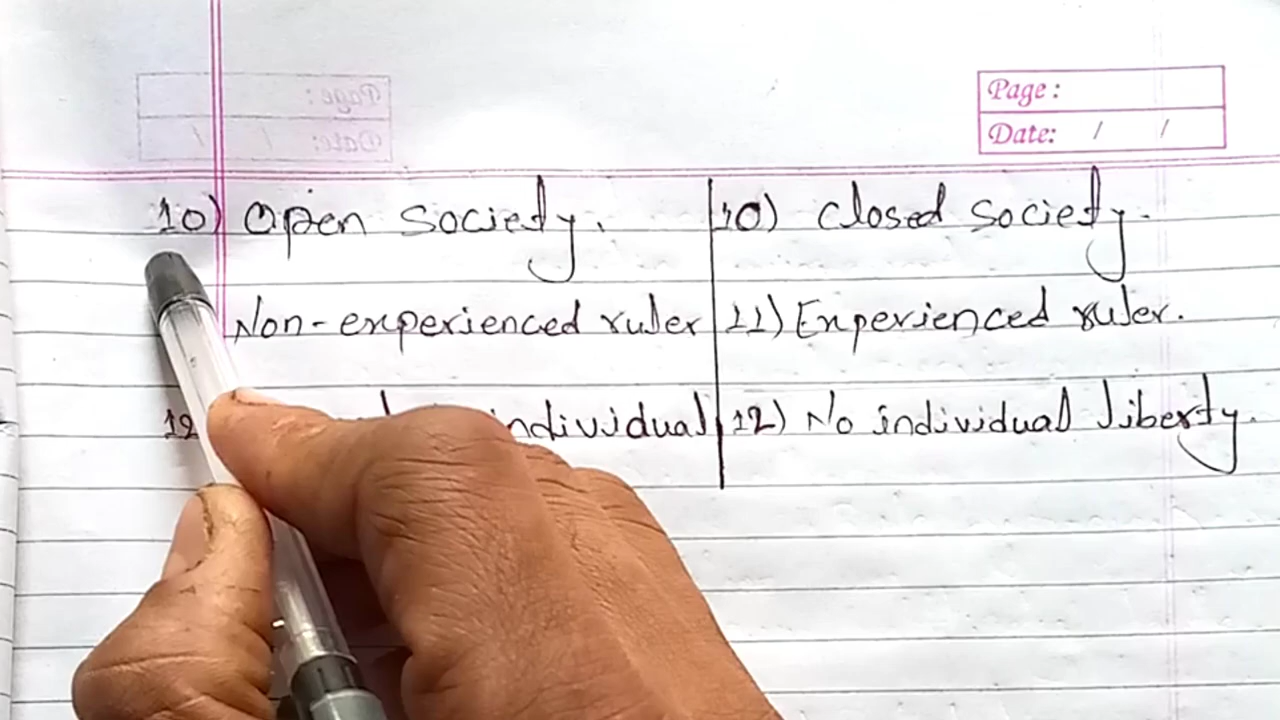 Page :
Date: / /
10) Open Society. 10) Closed Society.
Non-experienced ruler 11) Experienced ruler.
12 individual 12) No individual liberty.